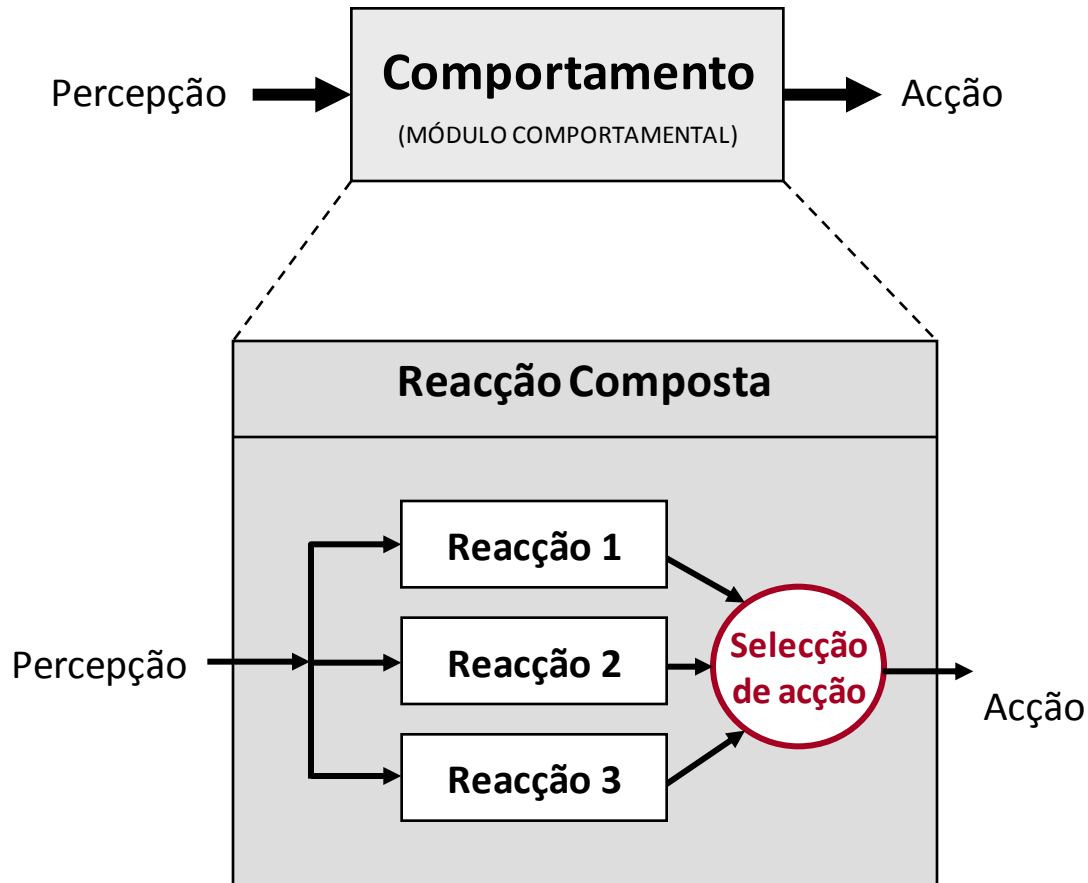 Comportamento
Percepção
Acção
(MÓDULO COMPORTAMENTAL)
Reacção Composta
Reacção 1
Reacção 2
Reacção 3
Percepção
Selecção
de acção
Acção